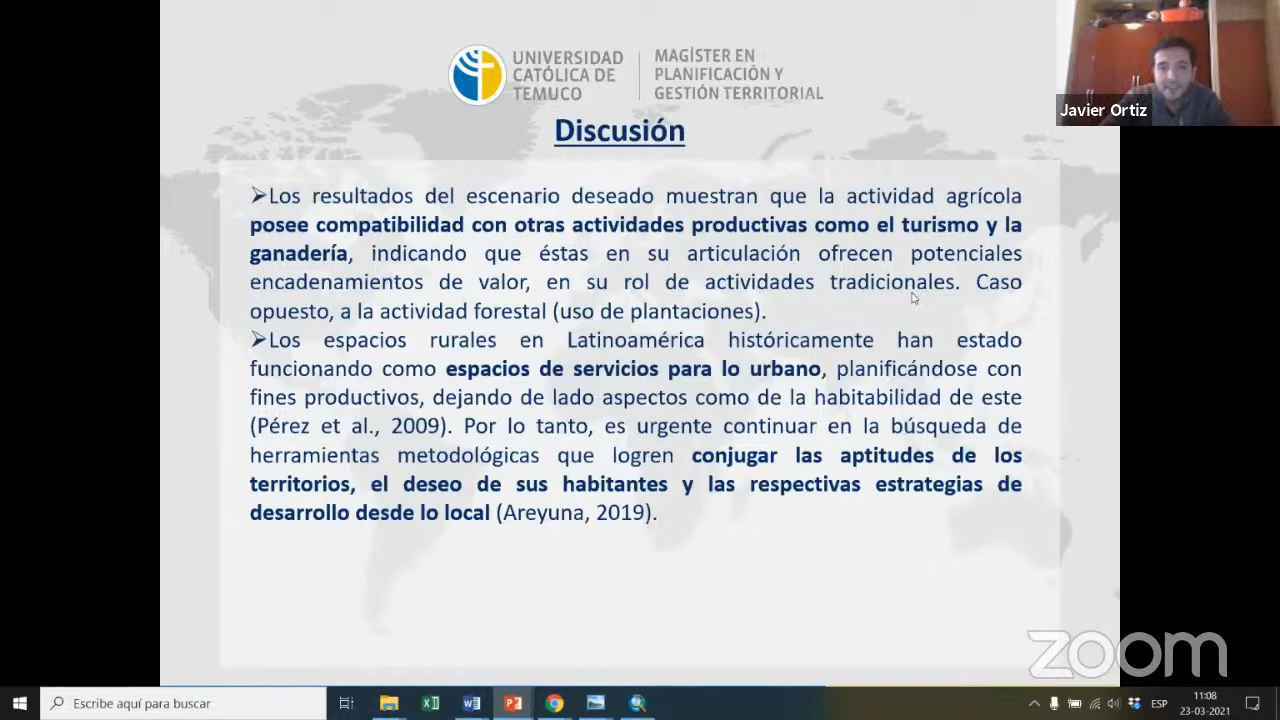 UNIVERSIDAD
CATÓLICA DE
TEMUCO
MAGÍSTER EN
PLANIFICACIÓN Y
GESTIÓN TERRITORIAL
Javier Ortiz
Discusión
➢Los resultados del escenario deseado muestran que la actividad agrícola
posee compatibilidad con otras actividades productivas como el turismo y la
ganadería, indicando que éstas en su articulación ofrecen potenciales
encadenamientos de valor, en su rol de actividades tradicionales. Caso
opuesto, a la actividad forestal (uso de plantaciones).
➢Los espacios rurales en Latinoamérica históricamente han estado
funcionando como espacios de servicios para lo urbano, planificándose con
fines productivos, dejando de lado aspectos como de la habitabilidad de este
(Pérez et al., 2009). Por lo tanto, es urgente continuar en la búsqueda de
herramientas metodológicas que logren conjugar las aptitudes de los
territorios, el deseo de sus habitantes y las respectivas estrategias de
desarrollo desde lo local (Areyuna, 2019).
zoom
Escribe aquí para buscar
ESP
11:08
23-03-2021